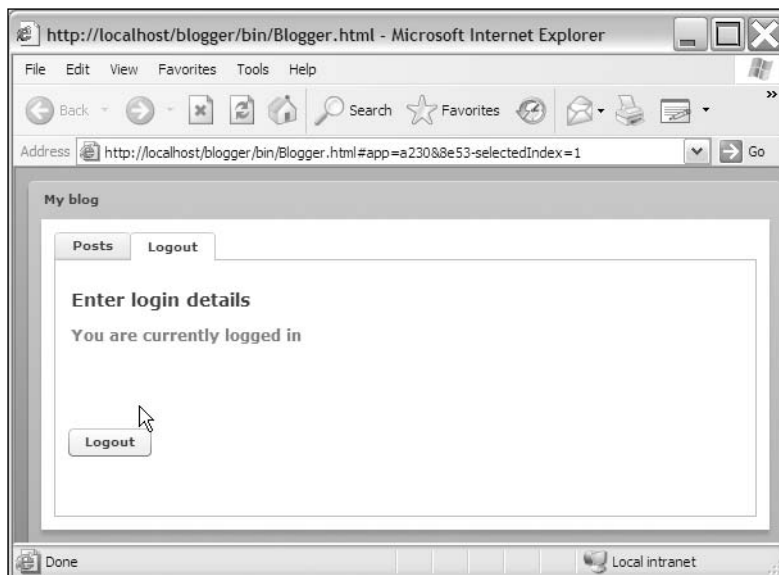 http://localhost/blogger/bin/Blogger.html - Microsoft Internet Explorer
File Edit View Favorites Tools Help
Back Search Favorites »
Address http://localhost/blogger/bin/Blogger.html#app=a230&8e53-selectedIndex=1 Go
My blog
Posts Logout
Enter login details
You are currently logged in
Logout
Done Local intranet